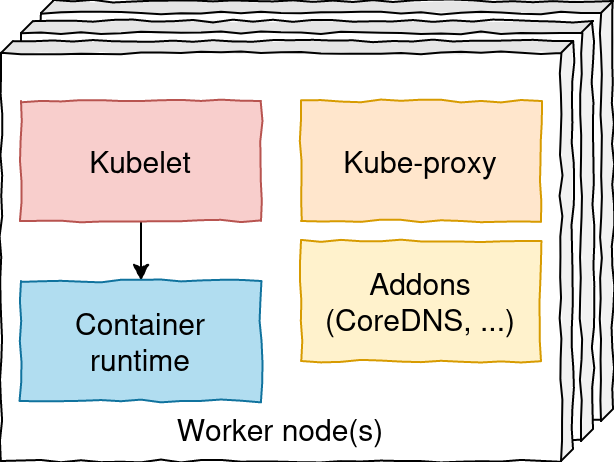 Kubelet
Kube-proxy
Container
runtime
Addons
(CoreDNS, ...)
Worker node(s)